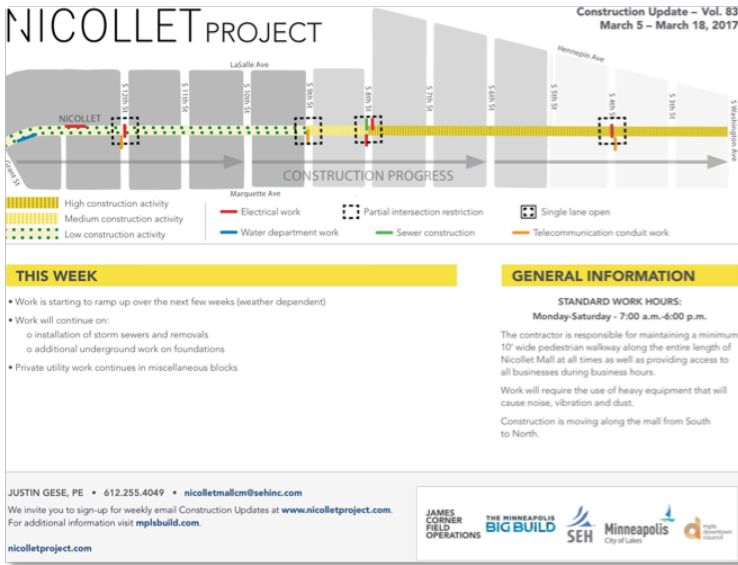 NICOLLET PROJECT
Construction Update – Vol. 83
March 5 – March 18, 2017
Hennepin Ave
LaSalle Ave
S 12th St
S 11th St
S 10th St
S 9th St
S 8th St
S 7th St
S 6th St
S 5th St
S 4th St
S 3th St
S Washington Ave
NICOLLET
Grant St
CONSTRUCTION PROGRESS
Marquette Ave
High construction activity
Medium construction activity
Low construction activity
Electrical work
Partial intersection restriction
Single lane open
Water department work
Sewer construction
Telecommunication conduit work
THIS WEEK
• Work is starting to ramp up over the next few weeks (weather dependent)
• Work will continue on:
o installation of storm sewers and removals
o additional underground work on foundations
• Private utility work continues in miscellaneous blocks
GENERAL INFORMATION
STANDARD WORK HOURS:
Monday-Saturday - 7:00 a.m.-6:00 p.m.
The contractor is responsible for maintaining a minimum
10' wide pedestrian walkway along the entire length of
Nicollet Mall at all times as well as providing access to
all businesses during business hours.
Work will require the use of heavy equipment that will
cause noise, vibration and dust.
Construction is moving along the mall from South
to North.
JUSTIN GESE, PE • 612.255.4049 • nicolletmallcm@sehinc.com
We invite you to sign-up for weekly email Construction Updates at www.nicolletproject.com.
For additional information visit mplsbuild.com.
nicolletproject.com
JAMES
CORNER
FIELD
OPERATIONS
THE MINNEAPOLIS
BIG BUILD
SEH
Minneapolis
City of Lakes
mpls
downtown
council